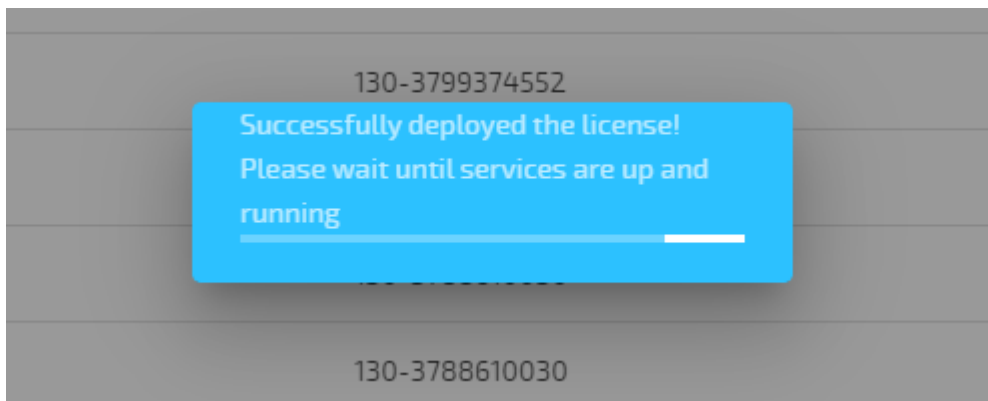 130-3799374552
Successfully deployed the license!
Please wait until services are up and
running
130-3788610030